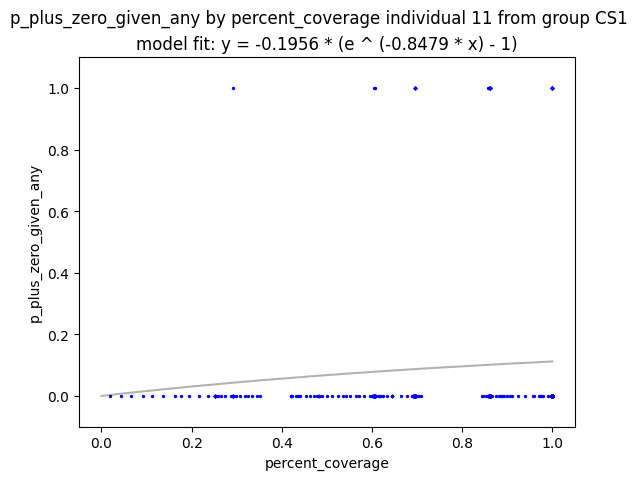 p_plus_zero_given_any by percent_coverage individual 11 from group CS1
model fit: y = -0.1956 * (e ^ (-0.8479 * x) - 1)
1.0
0.8
0.6
0.4
0.2
0.0
p_plus_zero_given_any
0.0 0.2 0.4 0.6 0.8 1.0
percent_coverage